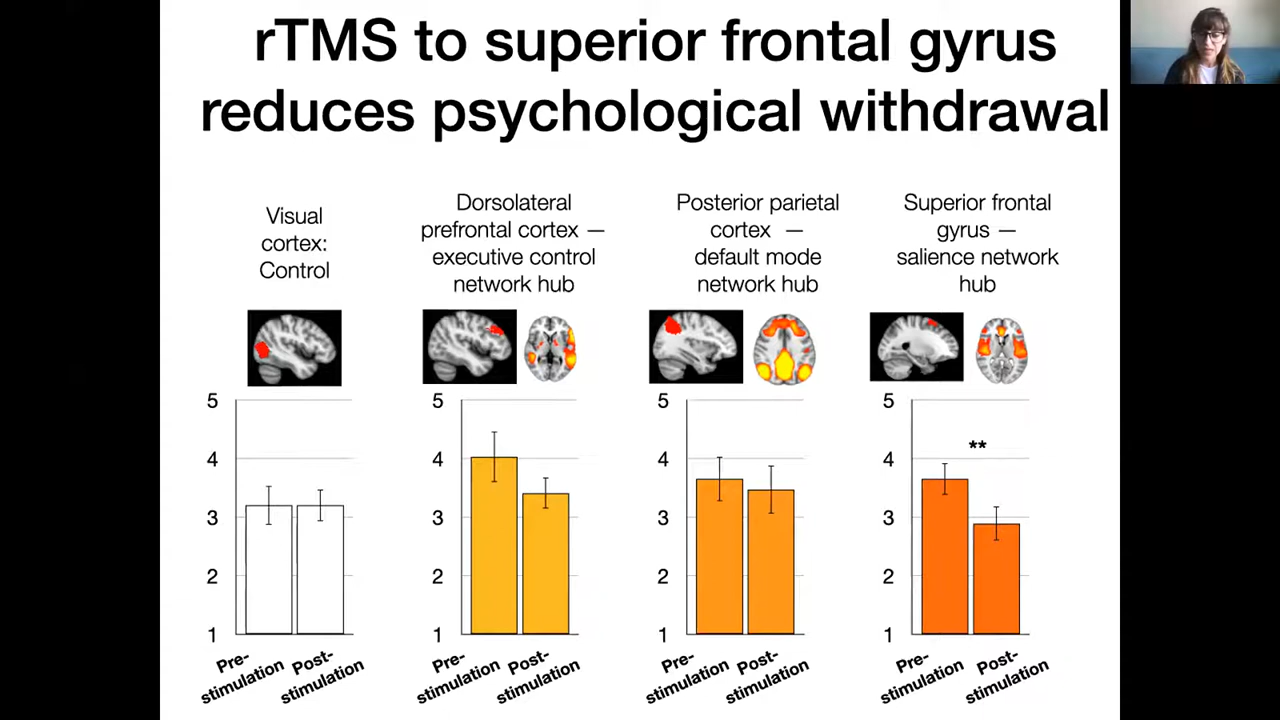 rTMS to superior frontal gyrus
reduces psychological withdrawal
Visual
cortex:
Control
Dorsolateral
prefrontal cortex —
executive control
network hub
Posterior parietal
cortex —
default mode
network hub
Superior frontal
gyrus —
salience network
hub
5
4
3
2
1
Pre-
stimulation
Post-
stimulation
5
4
3
2
1
Pre-
stimulation
Post-
stimulation
5
4
3
2
1
Pre-
stimulation
Post-
stimulation
5
4
3
2
1
**
Pre-
stimulation
Post-
stimulation